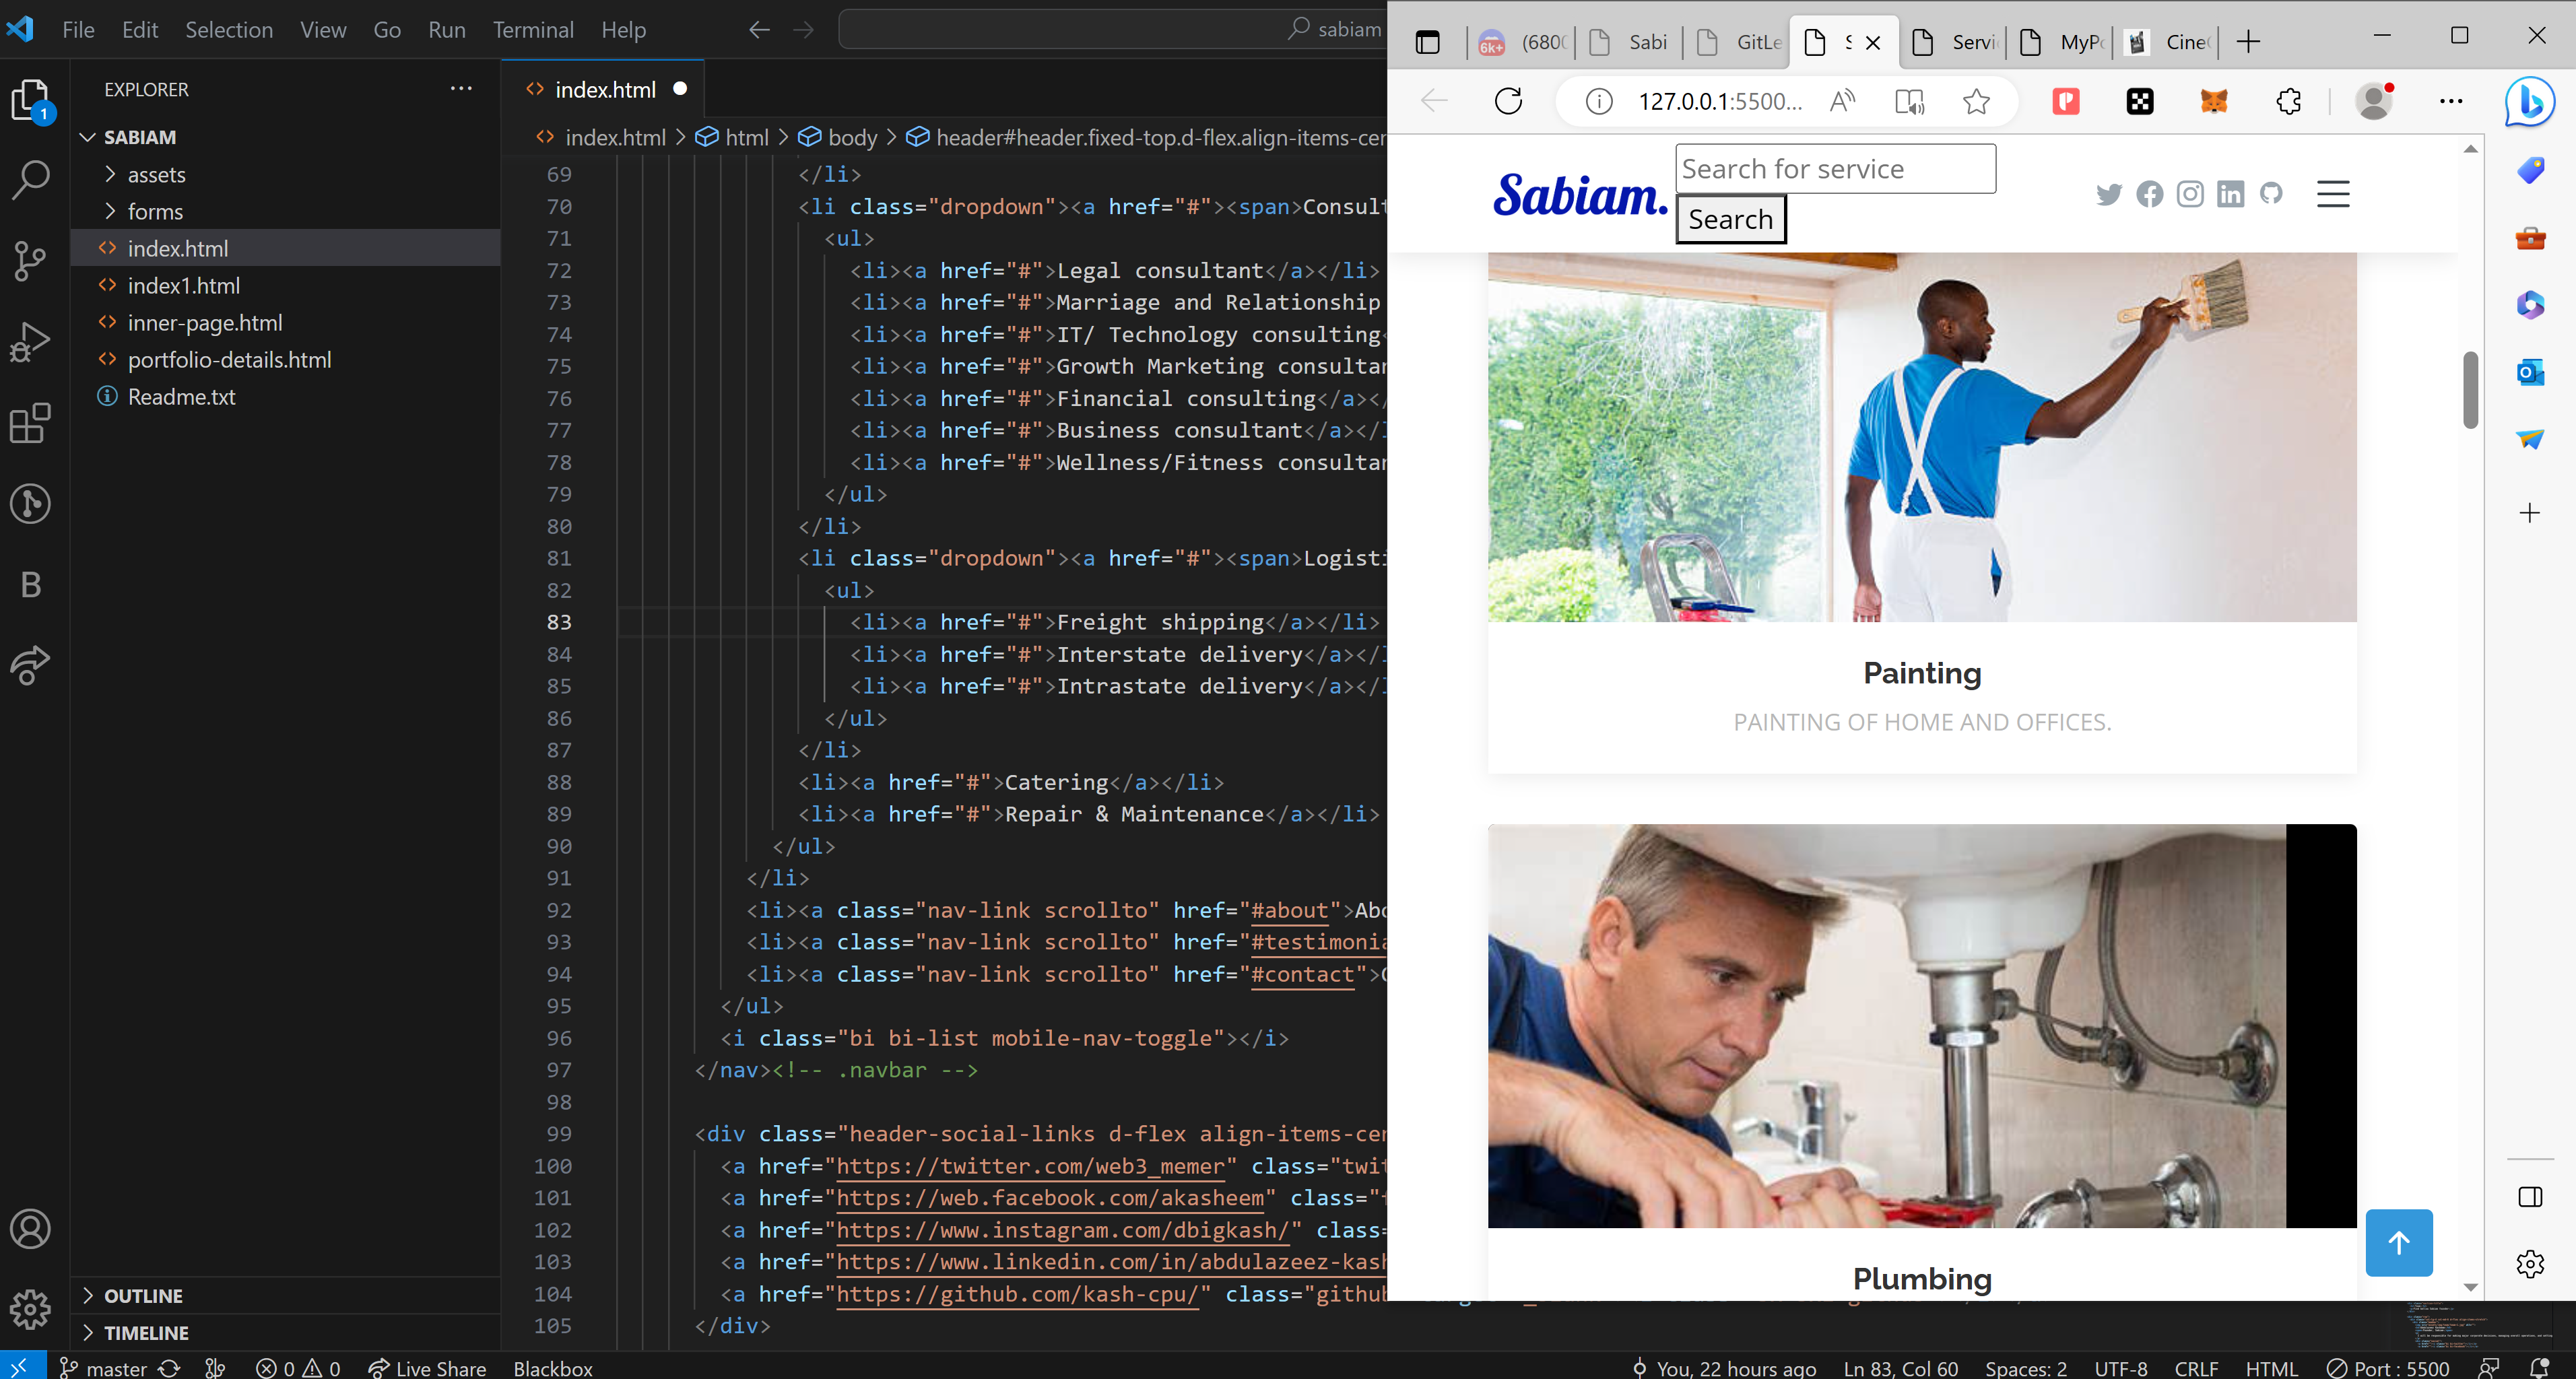 File Edit Selection View Go Run Terminal Help
sabiam
EXPLORER
SABIAM
assets
forms
index.html
index1.html
inner-page.html
portfolio-details.html
Readme.txt
OUTLINE
TIMELINE
1
B
index.html
index.html > html > body > header#header.fixed-top.d-flex.align-items-cer
69 </li>
70 <li class="dropdown"><a href="#"><span>Consult
71 <ul>
72 <li><a href="#">Legal consultant</a></li>
73 <li><a href="#">Marriage and Relationship
74 <li><a href="#">IT/ Technology consulting<
75 <li><a href="#">Growth Marketing consultar
76 <li><a href="#">Financial consulting</a></
77 <li><a href="#">Business consultant</a></l
78 <li><a href="#">Wellness/Fitness consultar
79 </ul>
80 </li>
81 <li class="dropdown"><a href="#"><span>Logisti
82 <ul>
83 <li><a href="#">Freight shipping</a></li>
84 <li><a href="#">Interstate delivery</a></l
85 <li><a href="#">Intrastate delivery</a></l
86 </ul>
87 </li>
88 <li><a href="#">Catering</a></li>
89 <li><a href="#">Repair & Maintenance</a></li>
90 </ul>
91 </li>
92 <li><a class="nav-link scrollto" href="#about">Abo
93 <li><a class="nav-link scrollto" href="#testimonia
94 <li><a class="nav-link scrollto" href="#contact">C
95 </ul>
96 <i class="bi bi-list mobile-nav-toggle"></i>
97 </nav><!-- .navbar -->
98
99 <div class="header-social-links d-flex align-items-cer
100 <a href="https://twitter.com/web3_memer" class="twit
101 <a href="https://web.facebook.com/akasheem" class="f
102 <a href="https://www.instagram.com/dbigkash/" class=
103 <a href="https://www.linkedin.com/in/abdulazeez-kash
104 <a href="https://github.com/kash-cpu/" class="github
105 </div>
6k+ (680( Sabi GitLe S Servi MyPo Cine
127.0.0.1:5500...
Sabiam.
Search for service
Search
Painting
PAINTING OF HOME AND OFFICES.
Plumbing
master 0 0 Live Share Blackbox You, 22 hours ago Ln 83, Col 60 Spaces: 2 UTF-8 CRLF HTML Port : 5500